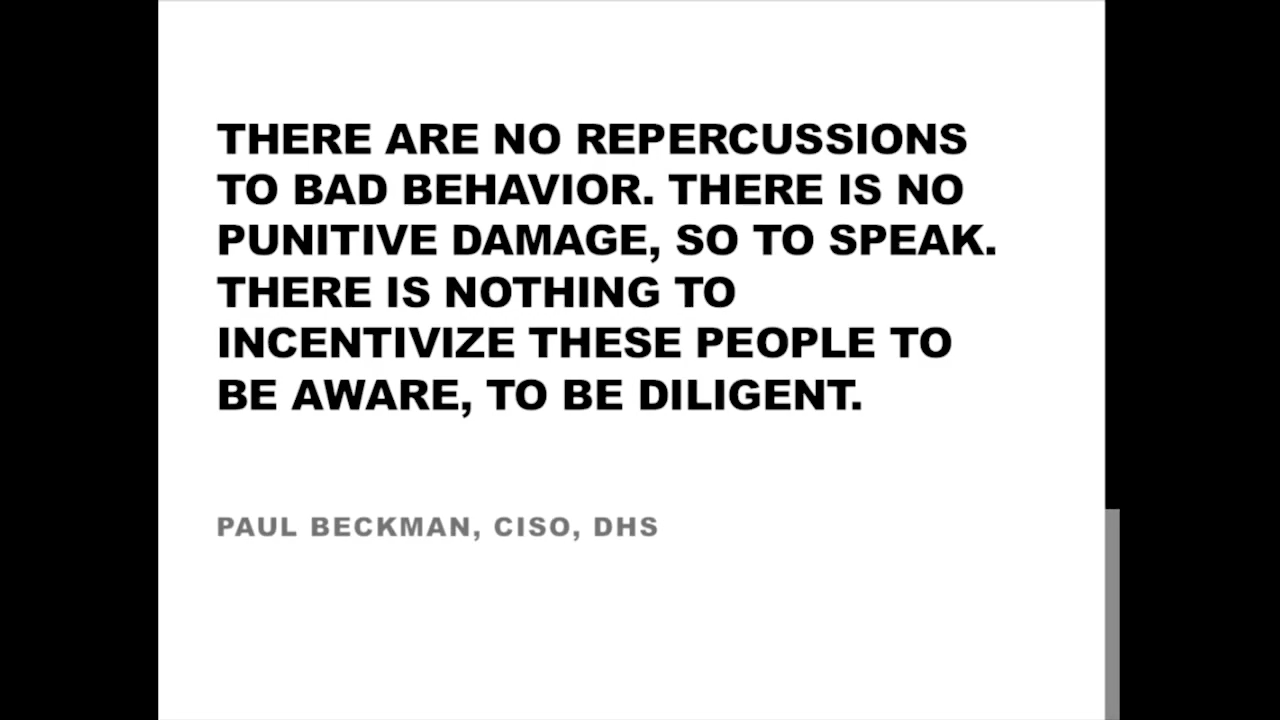 THERE ARE NO REPERCUSSIONS
TO BAD BEHAVIOR. THERE IS NO
PUNITIVE DAMAGE, SO TO SPEAK.
THERE IS NOTHING TO
INCENTIVIZE THESE PEOPLE TO
BE AWARE, TO BE DILIGENT.
PAUL BECKMAN, CISO, DHS